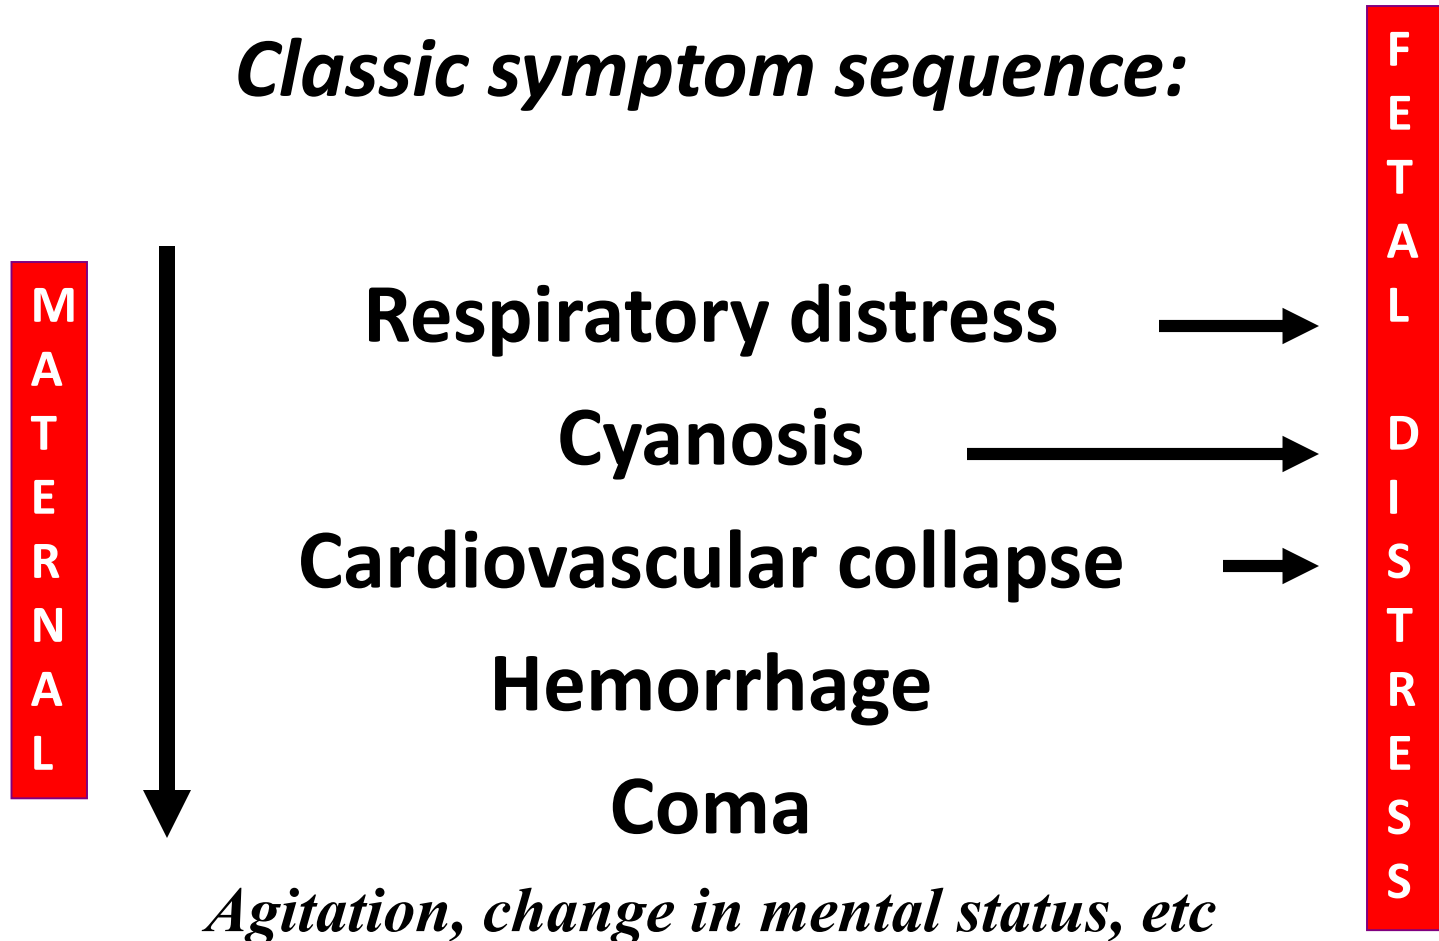 Classic symptom sequence:
MATERNAL
Respiratory distress
Cyanosis
Cardiovascular collapse
Hemorrhage
Coma
Agitation, change in mental status, etc
FETAL DISTRESS